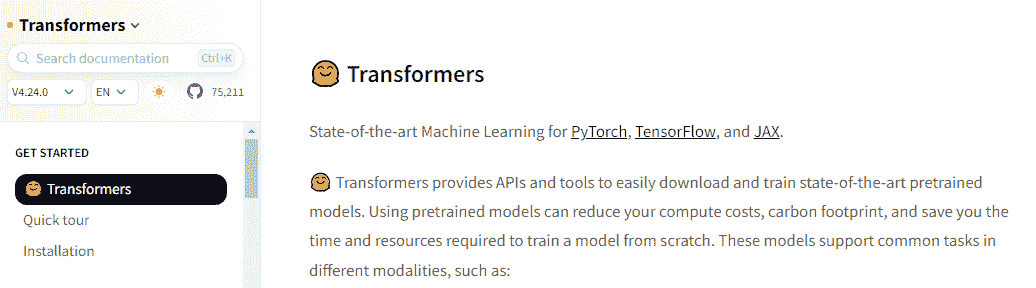 Transformers
Search documentation Ctrl+K
V4.24.0 EN 75,211
GET STARTED
Transformers
Quick tour
Installation
Transformers
State-of-the-art Machine Learning for PyTorch, TensorFlow, and JAX.
Transformers provides APIs and tools to easily download and train state-of-the-art pretrained
models. Using pretrained models can reduce your compute costs, carbon footprint, and save you the
time and resources required to train a model from scratch. These models support common tasks in
different modalities, such as: